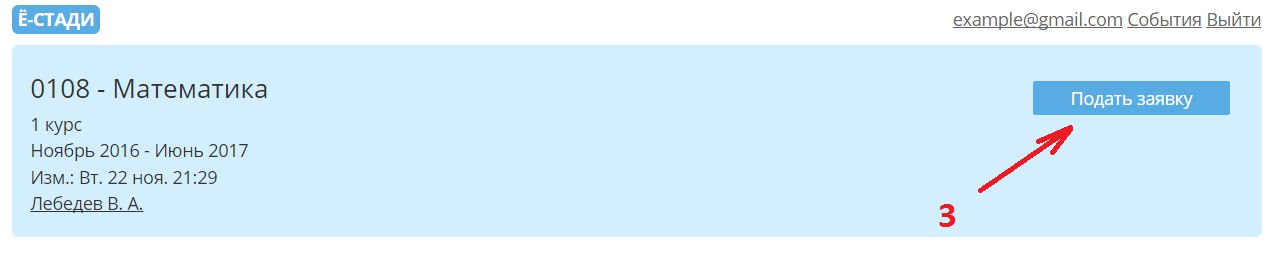 Ё-СТАДИ
example@gmail.com События Выйти
0108 - Математика
Подать заявку
1 курс
Ноябрь 2016 - Июнь 2017
Изм.: Вт. 22 ноя. 21:29
Лебедев В. А.
3